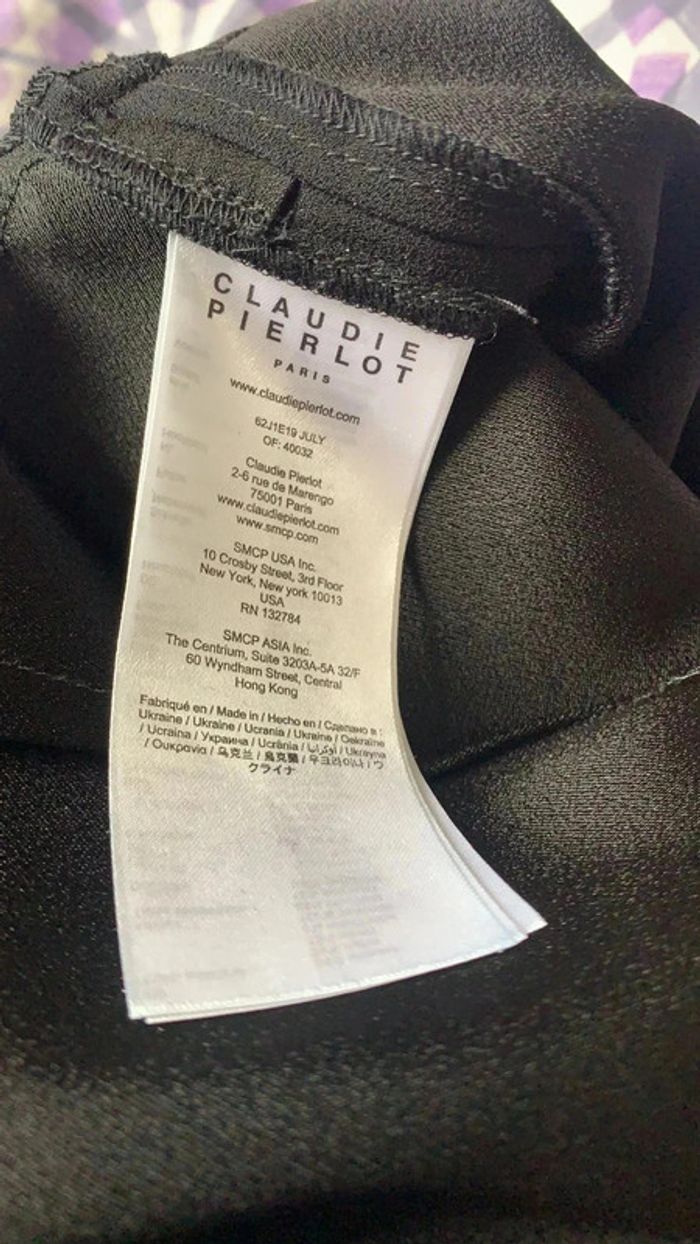 CLAUDIE
PIERLOT
PARIS
www.claudiepierlot.com
62J1E19 JULY
OF: 40032
Claudie Pierlot
2-6 rue de Marengo
75001 Paris
www.claudiepierlot.com
www.smcp.com
SMCP USA Inc.
10 Crosby Street, 3rd Floor
New York, New york 10013
USA
RN 132784
SMCP ASIA Inc.
The Centrium, Suite 3203A-5A 32/F
60 Wyndham Street, Central
Hong Kong
Fabriqué en / Made in / Hecho en / Сделано в :
Ukraine / Ukraine / Ucrania / Ukraine / Oekraïne
/ Ucraina / Украина / Ucrânia / أوكرانيا / Ukrayna
/ Ουκρανία / 乌克兰 / 烏克蘭 / 우크라이나 / ウ
クライナ